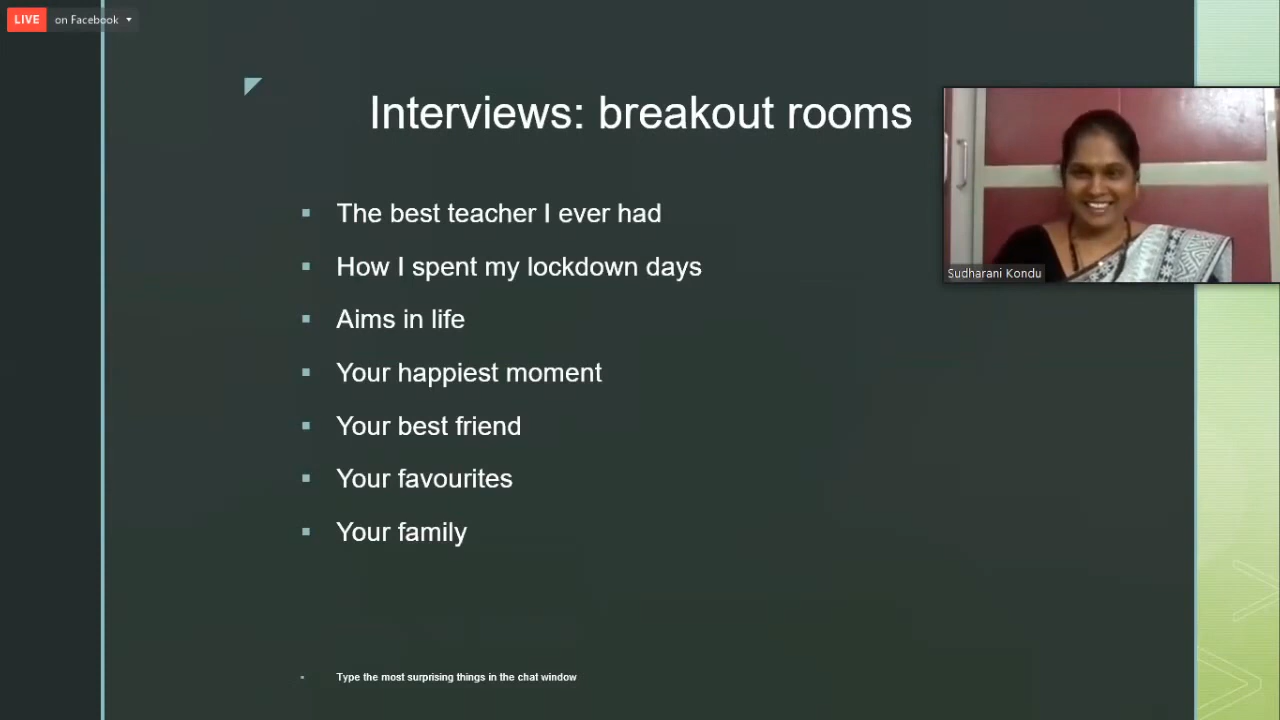 LIVE on Facebook
Interviews: breakout rooms
The best teacher I ever had
How I spent my lockdown days
Aims in life
Your happiest moment
Your best friend
Your favourites
Your family
Type the most surprising things in the chat window
Sudharani Kondu